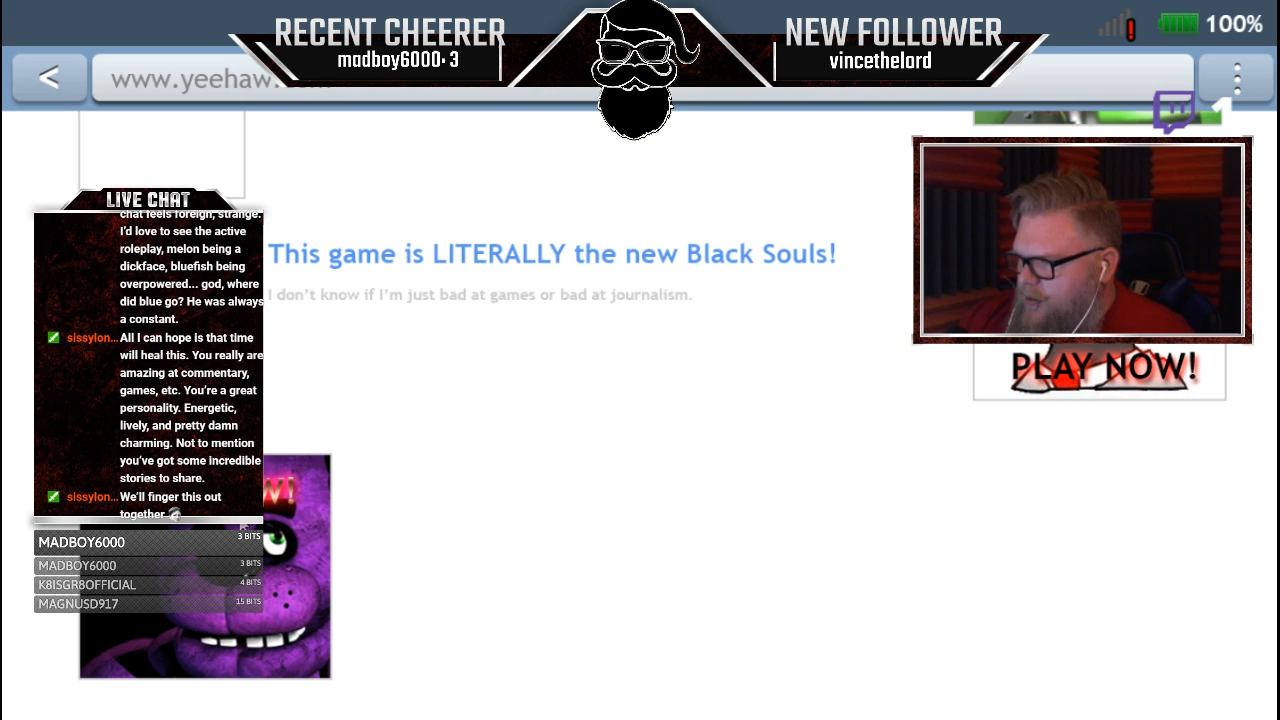 RECENT CHEERER
madboy6000· 3
NEW FOLLOWER
vincethelord
100%
<
www.yeehaw.
1
LIVE CHAT
chat feels foreign, strange.
I'd love to see the active
roleplay, melon being a
dickface, bluefish being
overpowered... god, where
did blue go? He was always
a constant.
sissylon... All I can hope is that time
will heal this. You really are
amazing at commentary,
games, etc. You're a great
personality. Energetic,
lively, and pretty damn
charming. Not to mention
you've got some incredible
stories to share.
sissylon... We'll finger this out
together
This game is LITERALLY the new Black Souls!
I don't know if I'm just bad at games or bad at journalism.
PLAY NOW!
W!
MADBOY6000 3 BITS
MADBOY6000 3 BITS
K8ISGR8OFFICIAL 4 BITS
MAGNUSD917 15 BITS